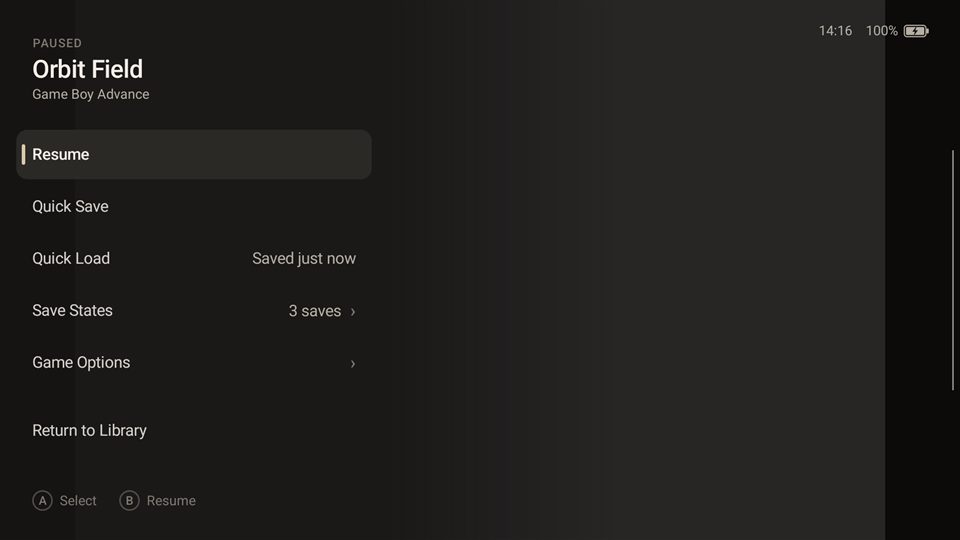 14:16 100%
PAUSED
Orbit Field
Game Boy Advance
Resume
Quick Save
Quick Load Saved just now
Save States 3 saves ›
Game Options ›
Return to Library
A Select B Resume